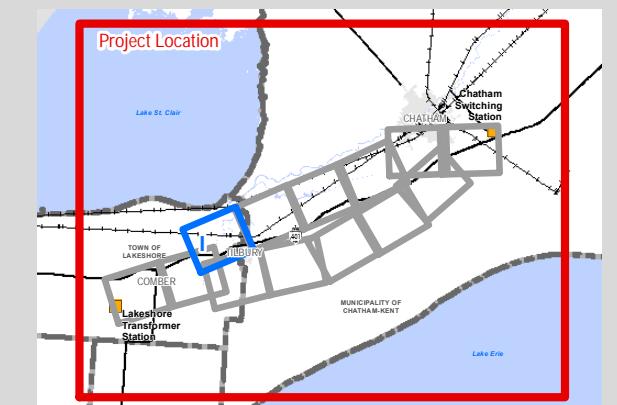 Project Location
Lake St. Clair
Chatham
Switching
Station
CHATHAM
401
I
TILBURY
TOWN OF
LAKESHORE
COMBER
MUNICIPALITY OF
CHATHAM-KENT
Lakeshore
Transformer
Station
Lake Erie